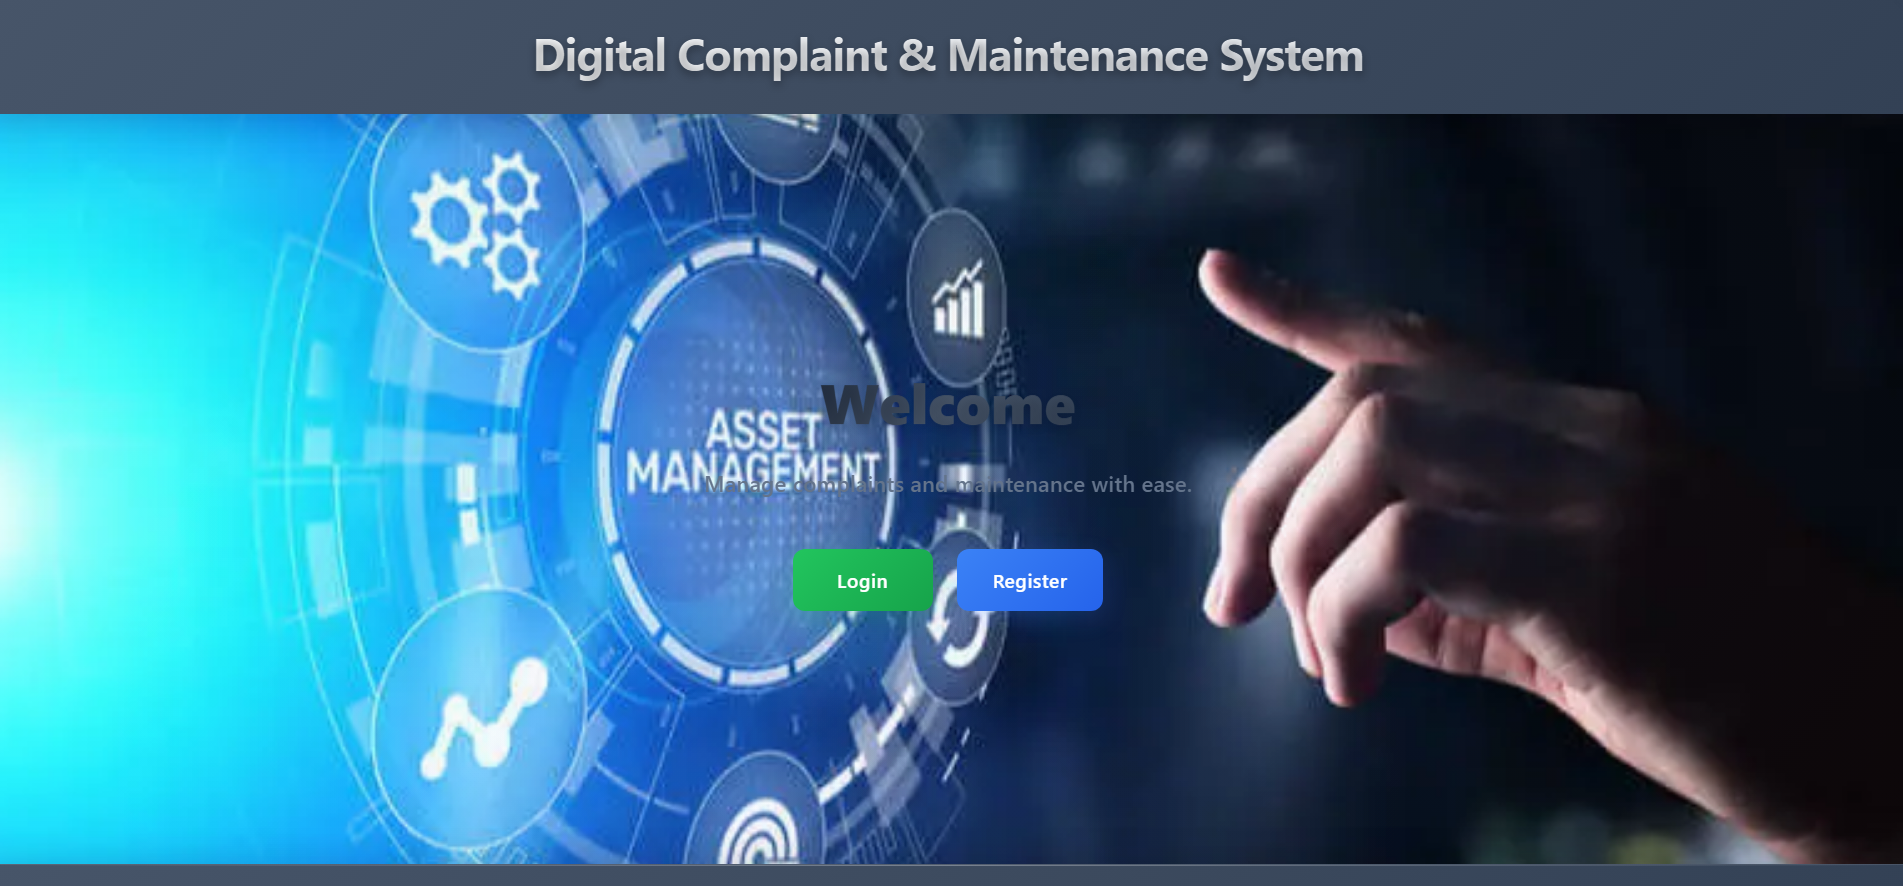 Digital Complaint & Maintenance System
Welcome
ASSET
MANAGEMENT
Manage complaints and maintenance with ease.
Login
Register